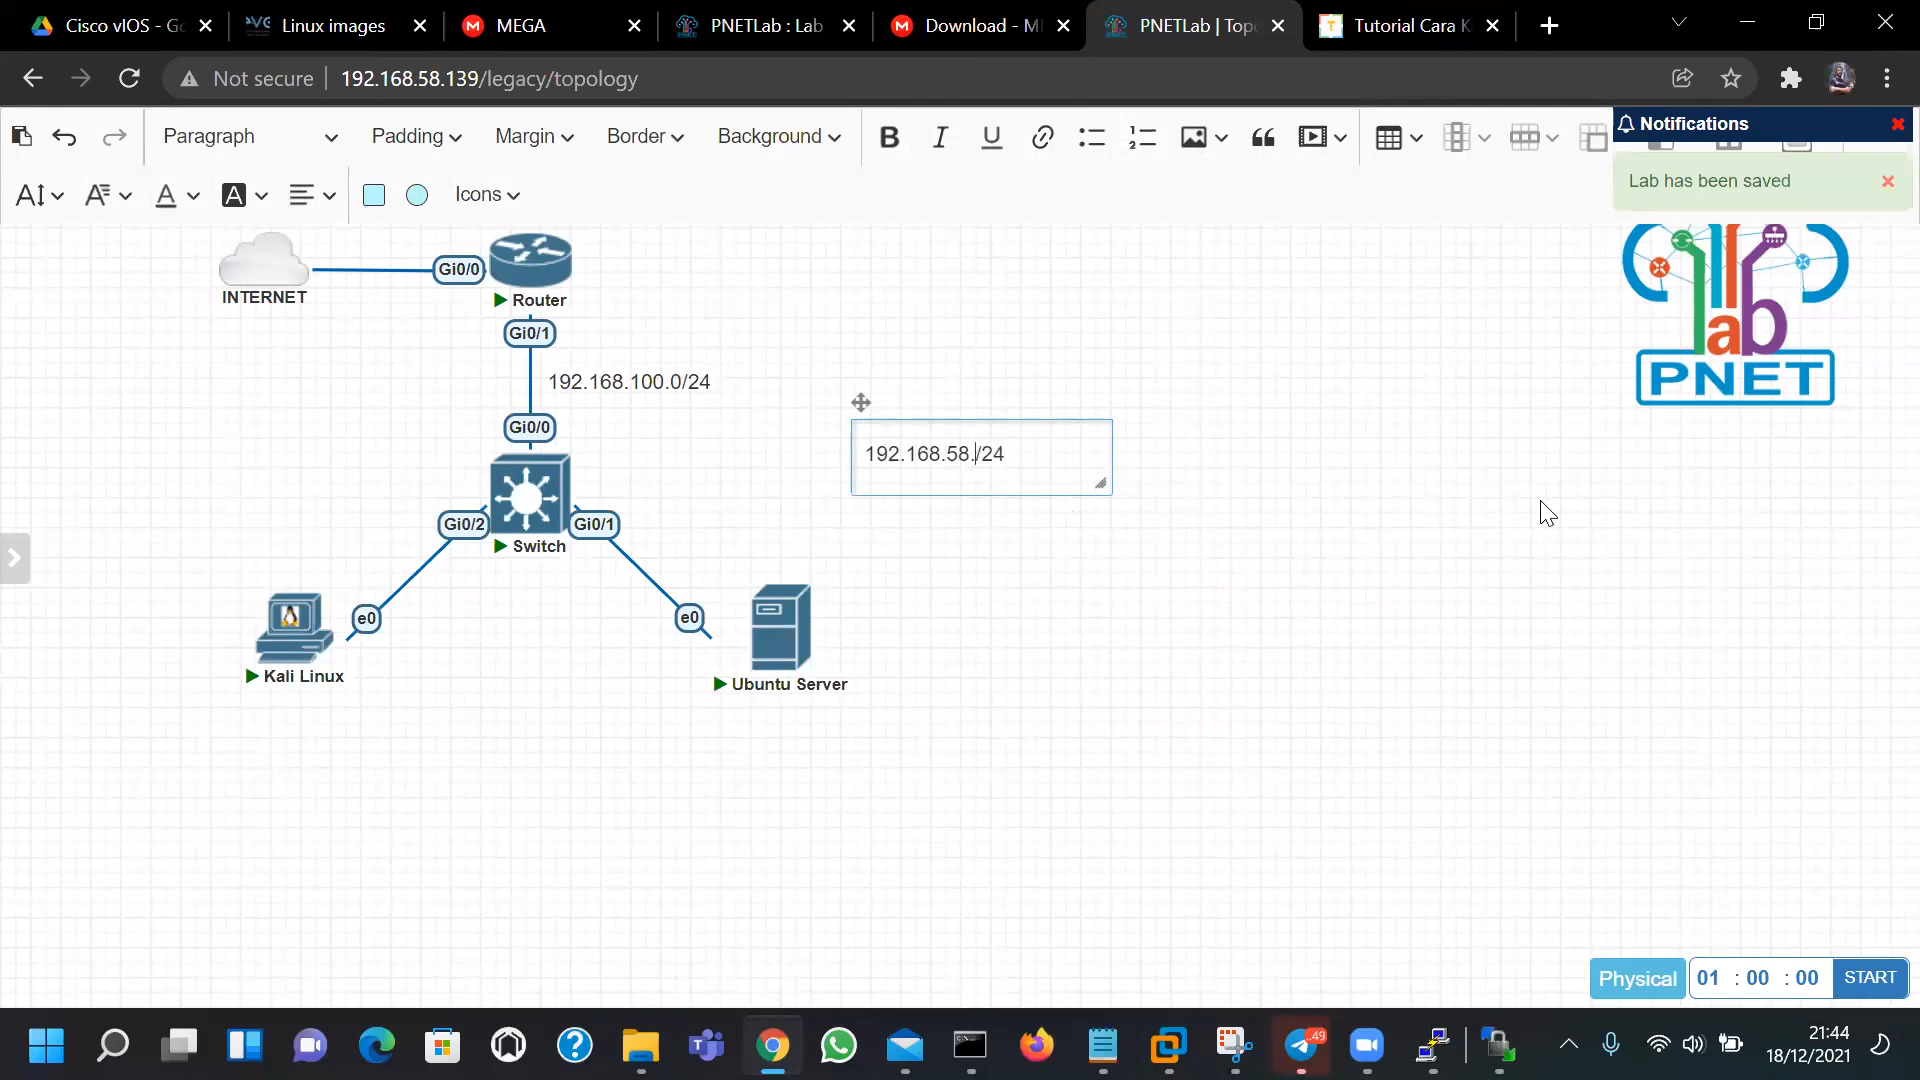 Cisco vIOS - Go
Linux images
MEGA
PNETLab : Lab
Download - M
PNETLab | Topo
Tutorial Cara K
Not secure
192.168.58.139/legacy/topology
Paragraph
Padding
Margin
Border
Background
B I U
Notifications
Lab has been saved
A A A A
Icons
INTERNET
Gi0/0
Router
Gi0/1
192.168.100.0/24
Gi0/0
192.168.58./24
Gi0/2
Gi0/1
Switch
e0
e0
Kali Linux
Ubuntu Server
lab
PNET
Physical
01 : 00 : 00
START
49
21:44
18/12/2021